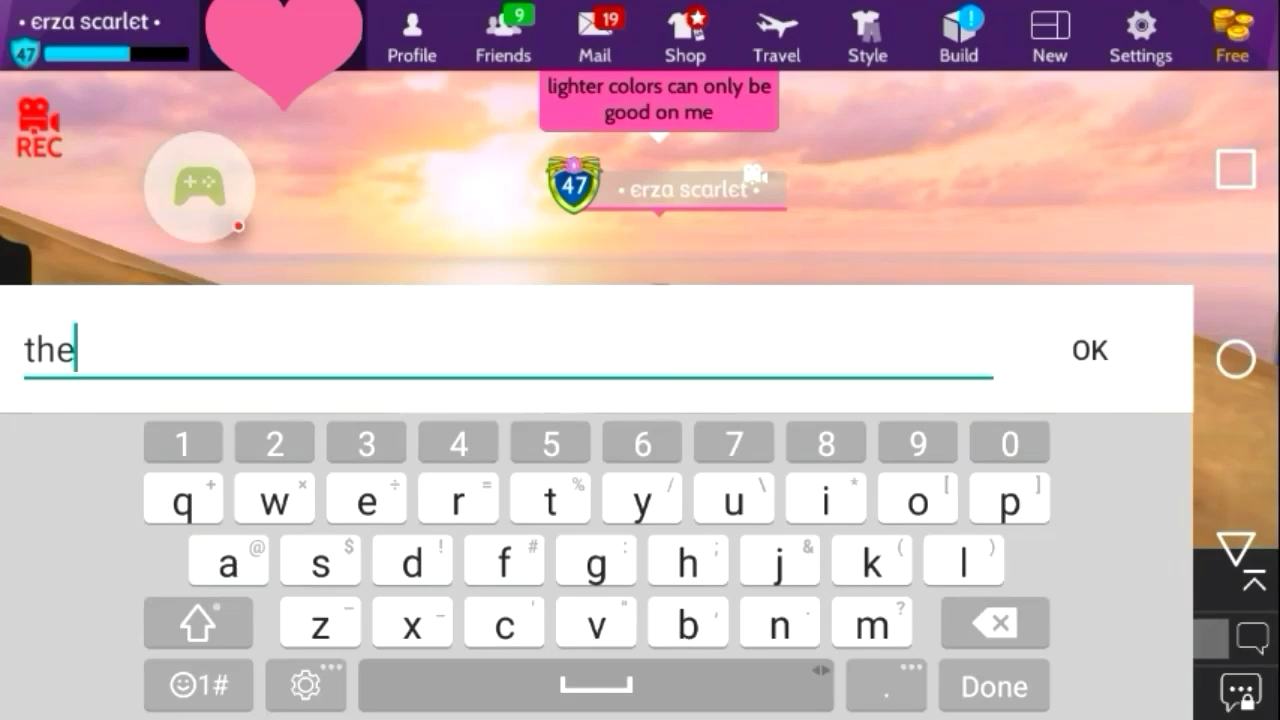 • erza scarlet •
47
Profile
9
Friends
19
Mail
Shop
Travel
Style
!
Build
New
Settings
Free
lighter colors can only be
good on me
REC
47
• erza scarlet •
the
OK
1 2 3 4 5 6 7 8 9 0
q + w × e ÷ r = t % y / u \ i * o [ p ]
a @ s $ d ! f # g : h ; j & k ( l )
z – x _ c ' v " b , n . m ?
1# . Done